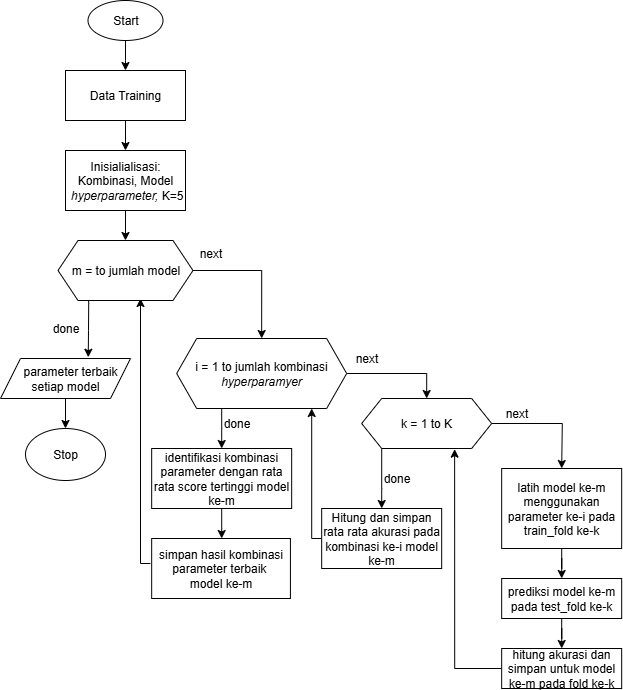 Start
Data Training
Inisialialisasi:
Kombinasi, Model
hyperparameter, K=5
m = to jumlah model
next
done
parameter terbaik
setiap model
Stop
i = 1 to jumlah kombinasi
hyperparamyer
next
done
identifikasi kombinasi
parameter dengan rata
rata score tertinggi model
ke-m
simpan hasil kombinasi
parameter terbaik
model ke-m
k = 1 to K
next
done
Hitung dan simpan
rata rata akurasi pada
kombinasi ke-i model
ke-m
latih model ke-m
menggunakan
parameter ke-i pada
train_fold ke-k
prediksi model ke-m
pada test_fold ke-k
hitung akurasi dan
simpan untuk model
ke-m pada fold ke-k